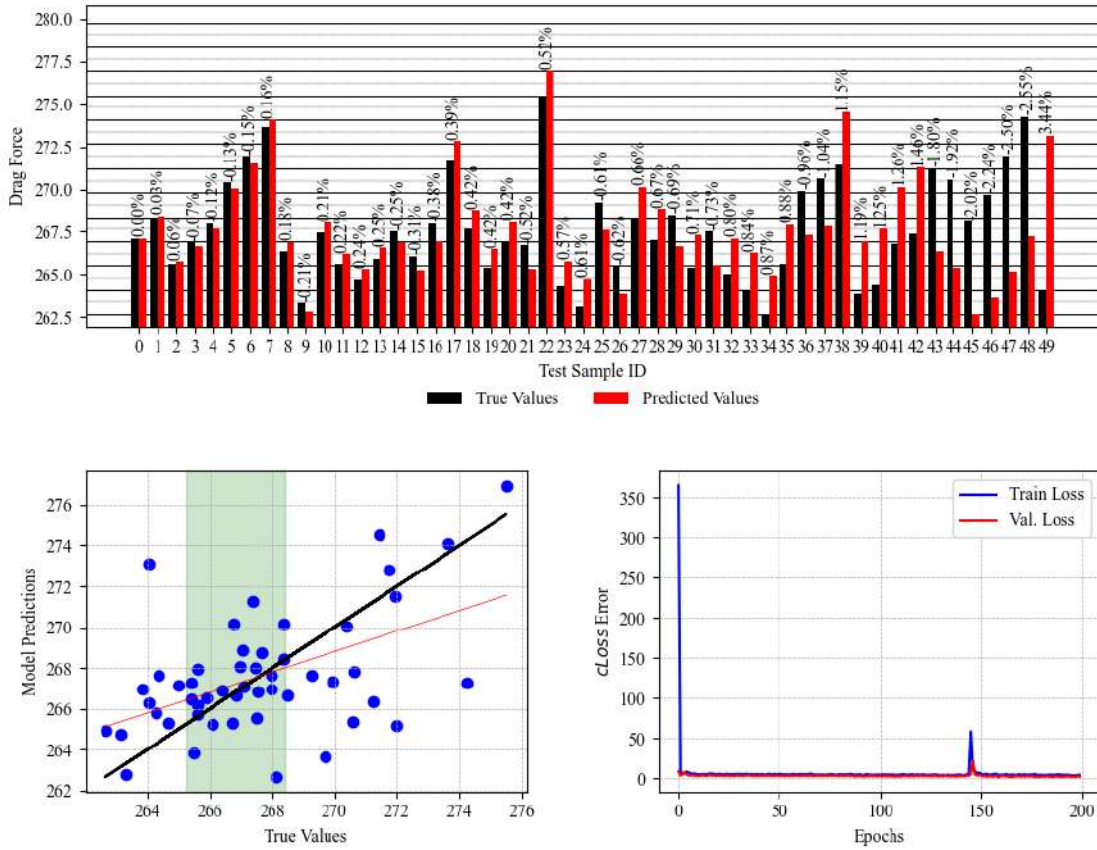 280.0
277.5
275.0
272.5
270.0
267.5
265.0
262.5
Drag Force
0.00% 0.03% 0.06% -0.07% -0.12% -0.13% -0.15% 0.16% 0.18% -0.21% 0.21% 0.22% 0.24% 0.25% -0.25% -0.31% -0.38% 0.39% 0.42% 0.42% 0.42% -0.52% 0.52% 0.57% 0.61% -0.61% -0.62% 0.66% 0.67% -0.69% 0.71% -0.73% 0.80% 0.84% 0.87% 0.88% -0.96% -1.04% 1.15% 1.19% 1.25% 1.26% 1.46% -1.80% -1.92% -2.02% -2.24% -2.50% -2.55% 3.44%
0 1 2 3 4 5 6 7 8 9 10 11 12 13 14 15 16 17 18 19 20 21 22 23 24 25 26 27 28 29 30 31 32 33 34 35 36 37 38 39 40 41 42 43 44 45 46 47 48 49
Test Sample ID
True Values Predicted Values
276
274
272
270
268
266
264
262
Model Predictions
264 266 268 270 272 274 276
True Values
350
300
250
200
150
100
50
0
cLoss Error
Train Loss
Val. Loss
0 50 100 150 200
Epochs